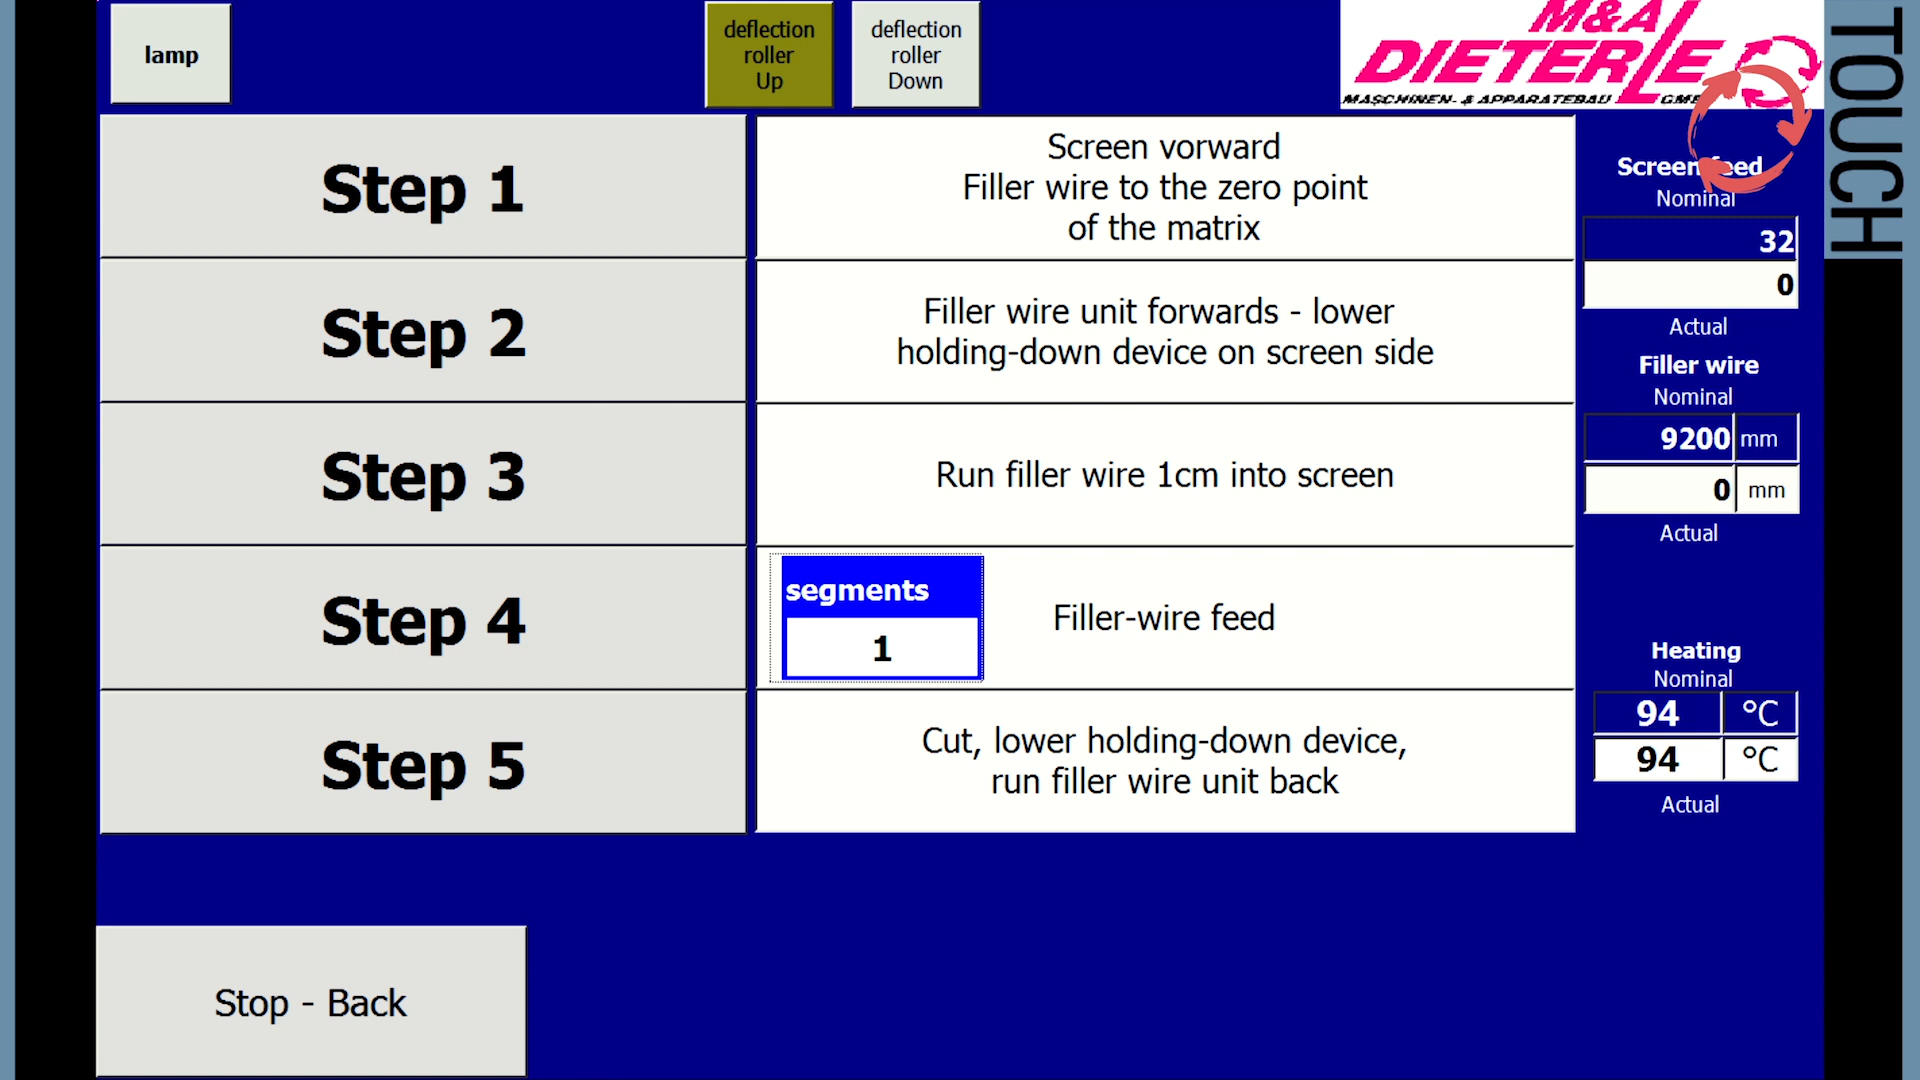 lamp
deflection
roller
Up
deflection
roller
Down
M&A
DIETERLE
MASCHINEN- & APPARATEBAU GMB
TOUCH
Step 1
Screen vorward
Filler wire to the zero point
of the matrix
Step 2
Filler wire unit forwards - lower
holding-down device on screen side
Step 3
Run filler wire 1cm into screen
Step 4
segments
1
Filler-wire feed
Step 5
Cut, lower holding-down device,
run filler wire unit back
Screen feed
Nominal
32
0
Actual
Filler wire
Nominal
9200 mm
0 mm
Actual
Heating
Nominal
94 °C
94 °C
Actual
Stop - Back